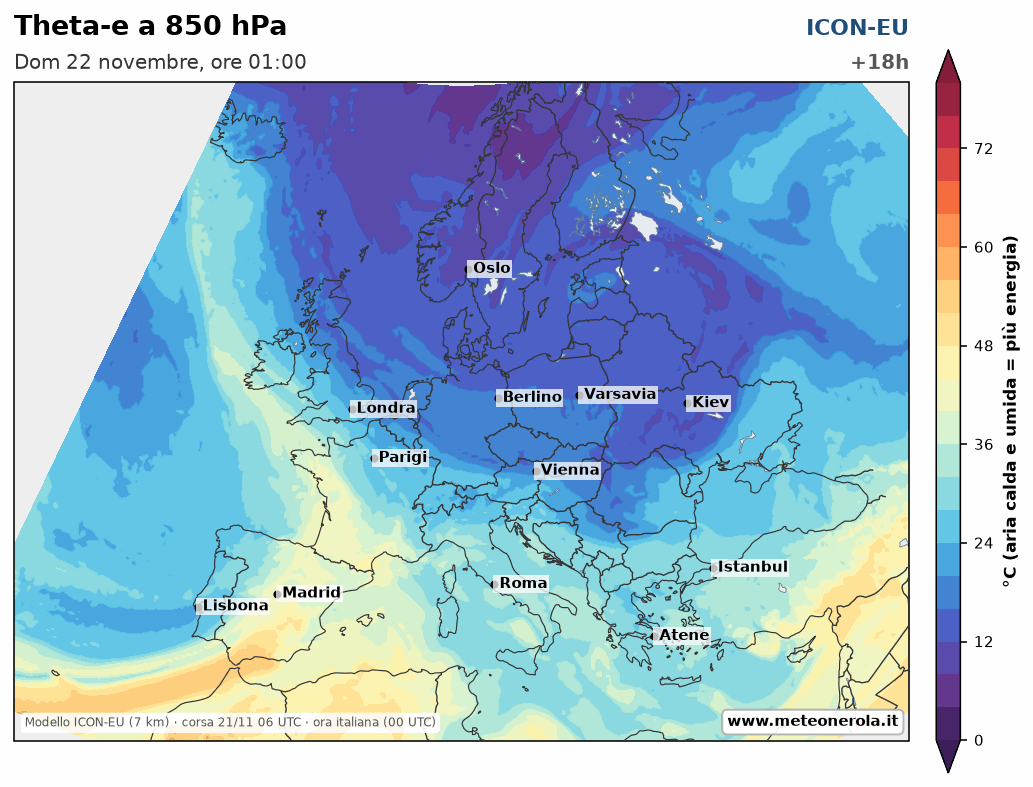 Theta-e a 850 hPa
ICON-EU
Dom 22 novembre, ore 01:00
+18h
72
60
48
36
24
12
0
°C (aria calda e umida = più energia)
Oslo
Berlino
Varsavia
Kiev
Londra
Parigi
Vienna
Istanbul
Roma
Madrid
Lisbona
Atene
Modello ICON-EU (7 km) · corsa 21/11 06 UTC · ora italiana (00 UTC)
www.meteonerola.it